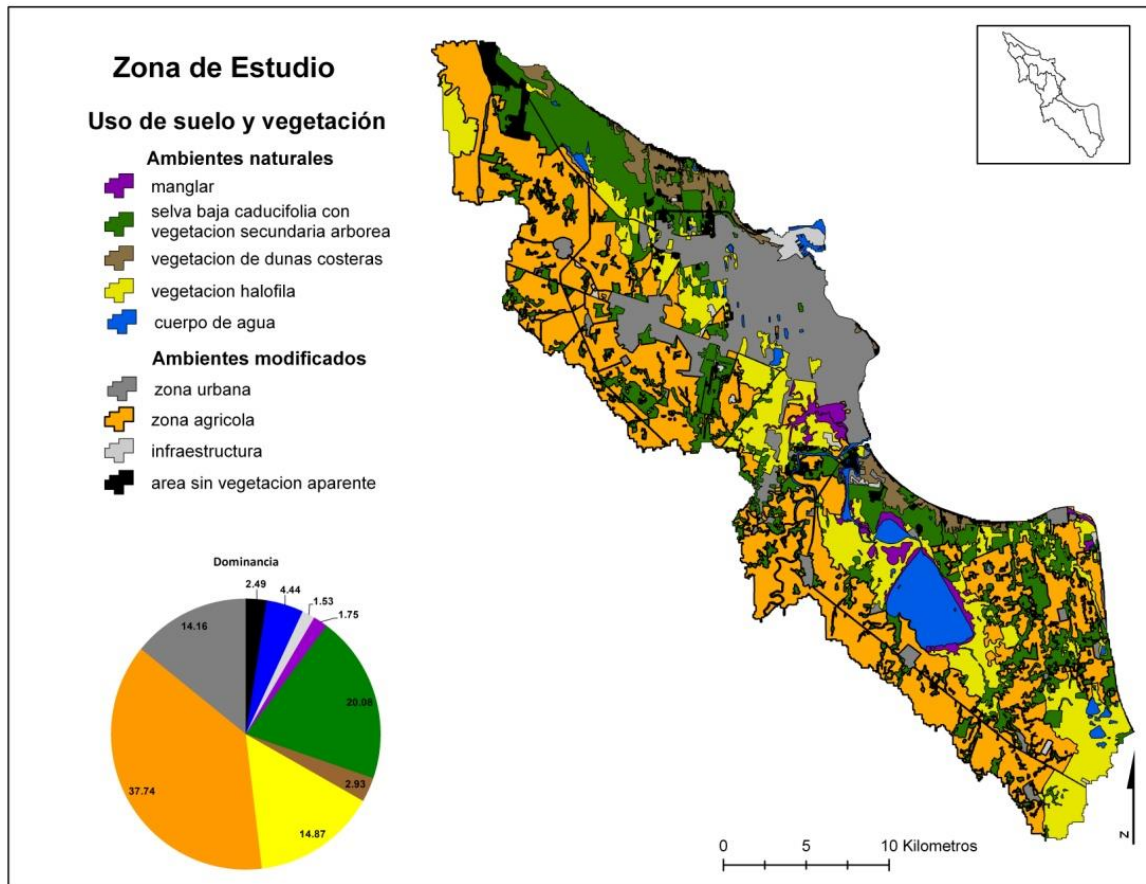 Zona de Estudio
Uso de suelo y vegetación
Ambientes naturales
manglar
selva baja caducifolia con
vegetacion secundaria arborea
vegetacion de dunas costeras
vegetacion halofila
cuerpo de agua
Ambientes modificados
zona urbana
zona agricola
infraestructura
area sin vegetacion aparente
Dominancia
2.49
4.44
1.53
1.75
14.16
20.08
2.93
37.74
14.87
0 5 10 Kilometros
N